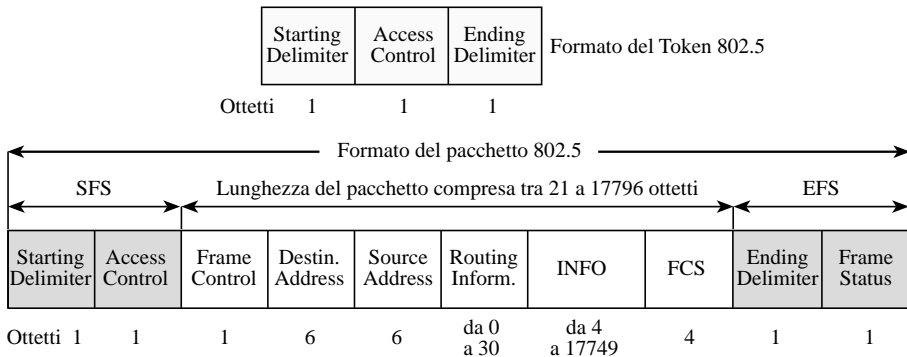 Starting Delimiter
Access Control
Ending Delimiter
Formato del Token 802.5
Ottetti 1 1 1
Formato del pacchetto 802.5
SFS
Lunghezza del pacchetto compresa tra 21 a 17796 ottetti
EFS
Starting Delimiter
Access Control
Frame Control
Destin. Address
Source Address
Routing Inform.
INFO
FCS
Ending Delimiter
Frame Status
Ottetti 1 1 1 6 6 da 0 a 30 da 4 a 17749 4 1 1